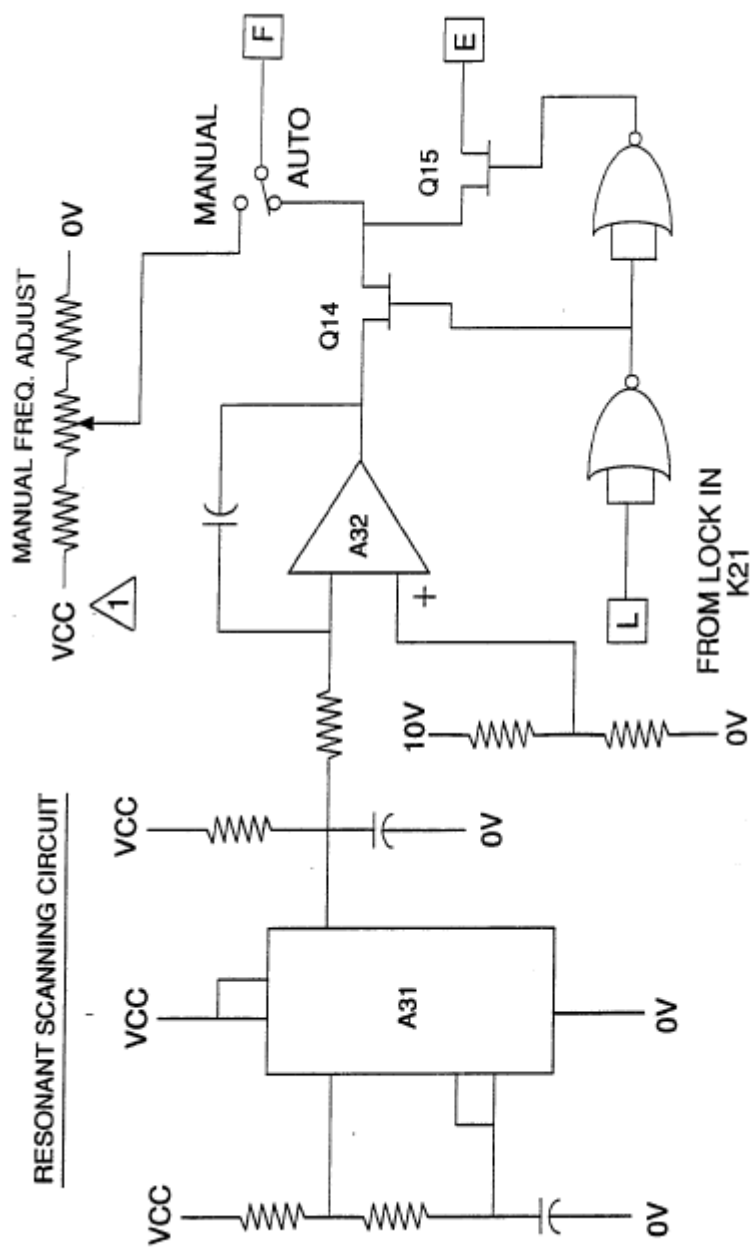 RESONANT SCANNING CIRCUIT
MANUAL FREQ. ADJUST
VCC
0V
1
MANUAL
AUTO
F
E
VCC
VCC
VCC
10V
A31
A32
+
Q14
Q15
0V
0V
0V
0V
L
FROM LOCK IN
K21